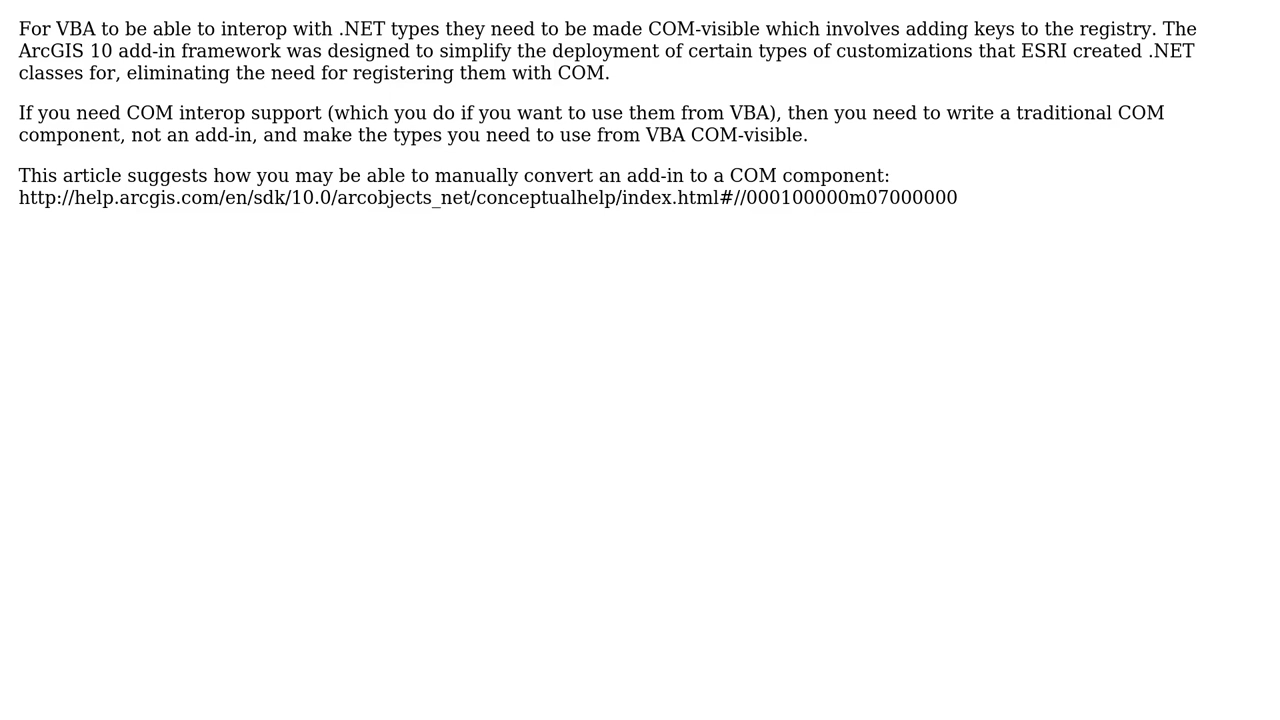 For VBA to be able to interop with .NET types they need to be made COM-visible which involves adding keys to the registry. The
ArcGIS 10 add-in framework was designed to simplify the deployment of certain types of customizations that ESRI created .NET
classes for, eliminating the need for registering them with COM.
If you need COM interop support (which you do if you want to use them from VBA), then you need to write a traditional COM
component, not an add-in, and make the types you need to use from VBA COM-visible.
This article suggests how you may be able to manually convert an add-in to a COM component:
http://help.arcgis.com/en/sdk/10.0/arcobjects_net/conceptualhelp/index.html#//000100000m07000000